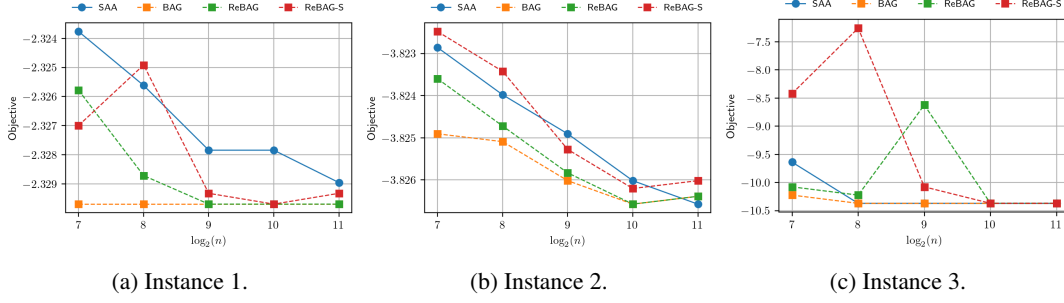 SAA BAG ReBAG ReBAG-S
−2.324
−2.325
−2.326
−2.327
−2.328
−2.329
Objective
7 8 9 10 11
log₂(n)
(a) Instance 1.
SAA BAG ReBAG ReBAG-S
−3.823
−3.824
−3.825
−3.826
Objective
7 8 9 10 11
log₂(n)
(b) Instance 2.
SAA BAG ReBAG ReBAG-S
−7.5
−8.0
−8.5
−9.0
−9.5
−10.0
−10.5
Objective
7 8 9 10 11
log₂(n)
(c) Instance 3.